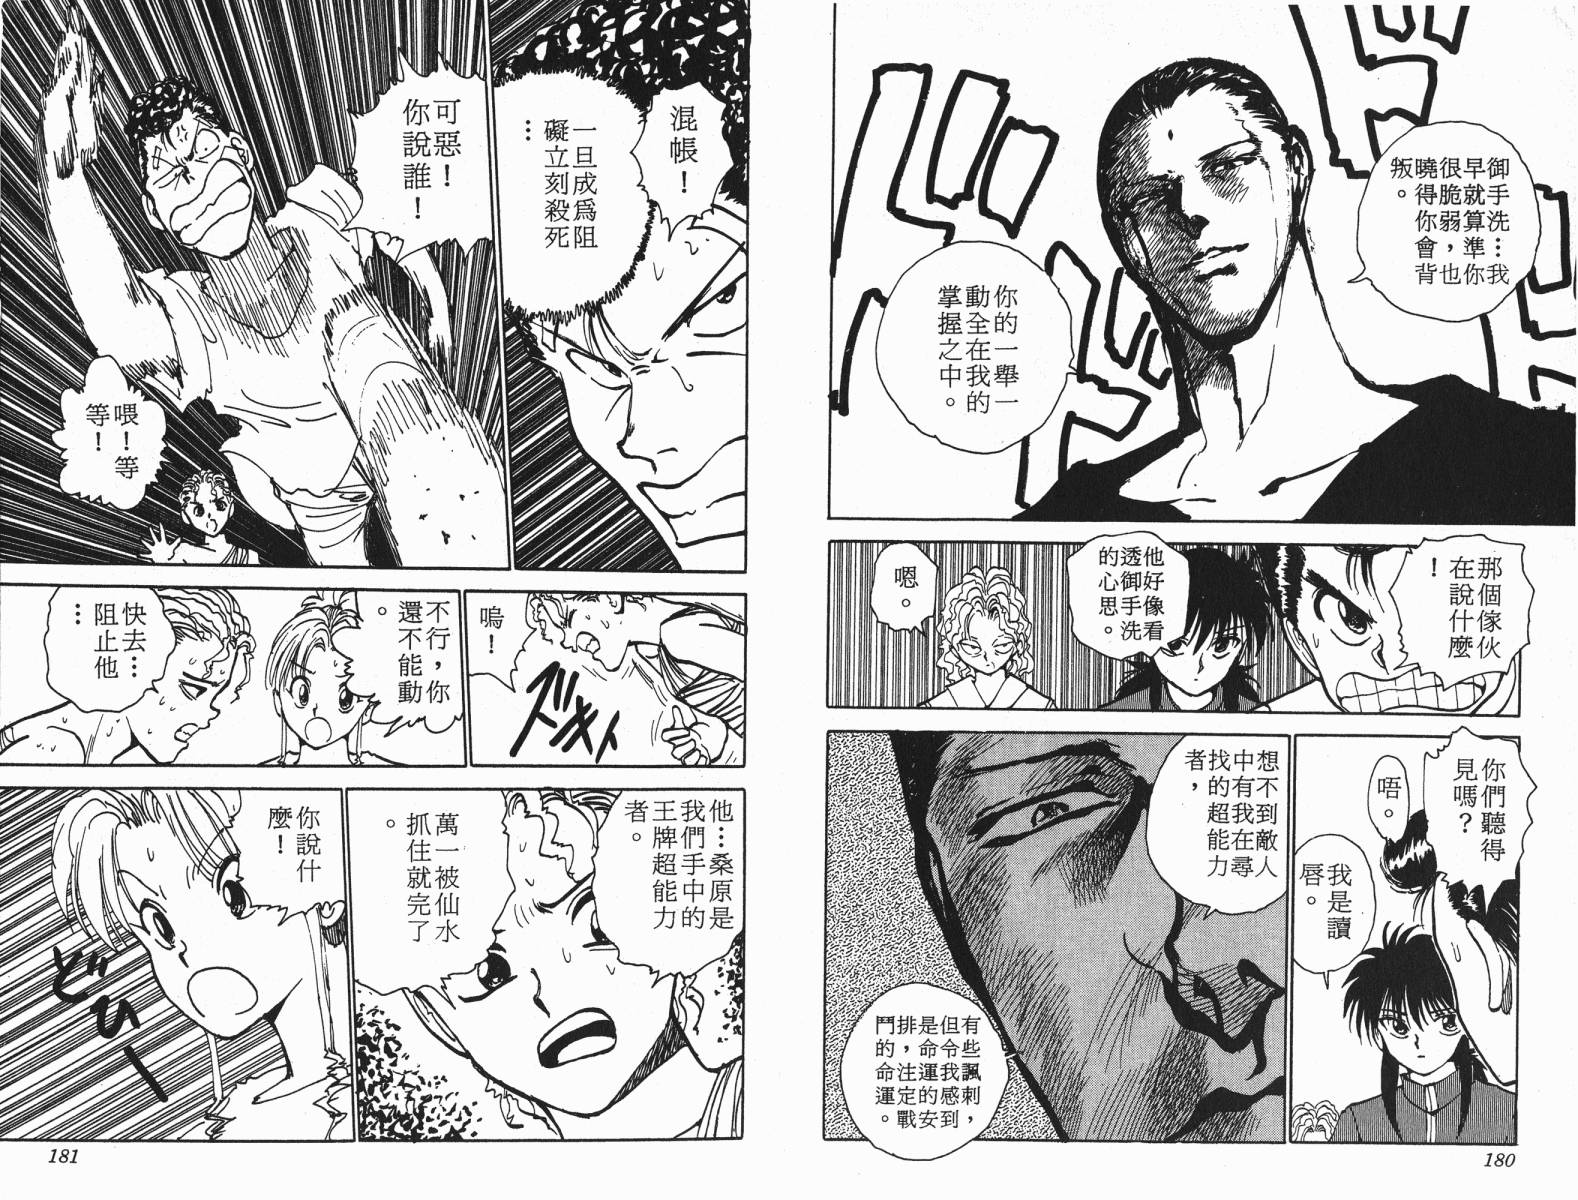 御手洗…我
早就算準你
很脆弱，也
曉得你會背
叛。
你的一舉一
動全在我的
掌握之中。
那個傢伙
在說什麼
！
他好像看
透御手洗
的心思。
嗯。
你們聽得
見嗎？
唔。
我是讀
唇。
想不到敵人
中有我在尋
找的超能力
者，
有些諷刺，
但令我感到
是命運的安
排，注定戰
鬥的命運。
180
混帳！
一旦成為阻
礙立刻殺死
…
可惡！
你說誰！
喂！等
等！
嗚！
ズキッ
不行，你
還不能動
。
快去…
阻止他
…
他…桑原是
我們手中的
王牌超能力
者。
萬一被仙水
抓住就完了
。
你說什
麼！
どひー
181